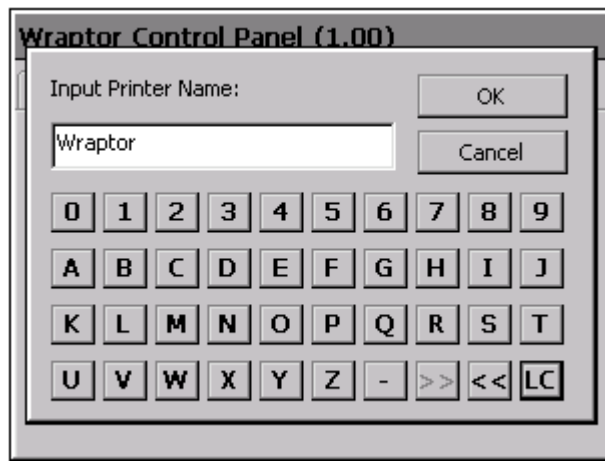 Wraptor Control Panel (1.00)
Input Printer Name:
OK
Wraptor
Cancel
0 1 2 3 4 5 6 7 8 9
A B C D E F G H I J
K L M N O P Q R S T
U V W X Y Z - >> << LC